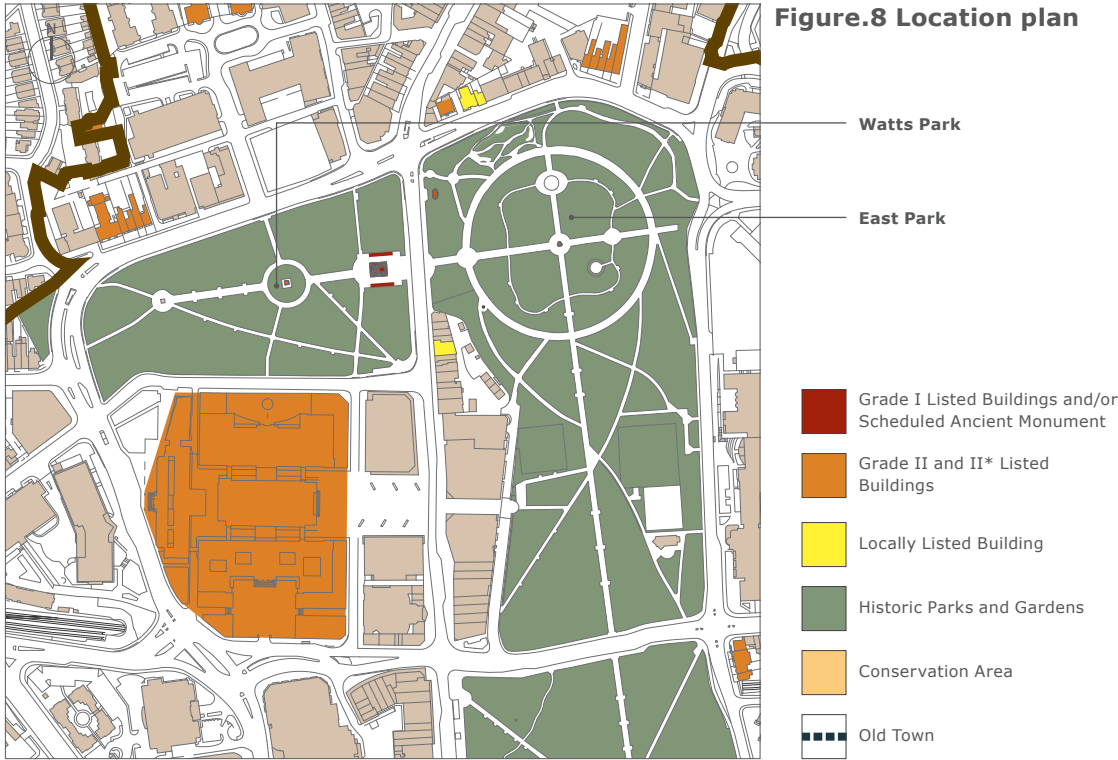 Figure.8 Location plan
Watts Park
East Park
Grade I Listed Buildings and/or
Scheduled Ancient Monument
Grade II and II* Listed
Buildings
Locally Listed Building
Historic Parks and Gardens
Conservation Area
Old Town